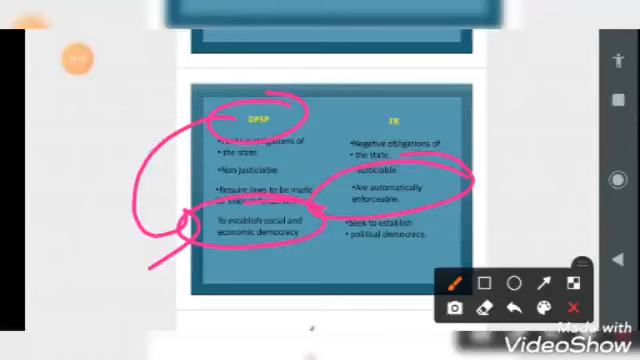 DPSP
obligations of
the state.
•Non justiciable
•Require laws to be made
To establish social and
economic democracy
FR
•Negative obligations of
•the state.
Justiciable
•Are automatically
enforceable.
•Seek to establish
•political democracy.
Made with
VideoShow